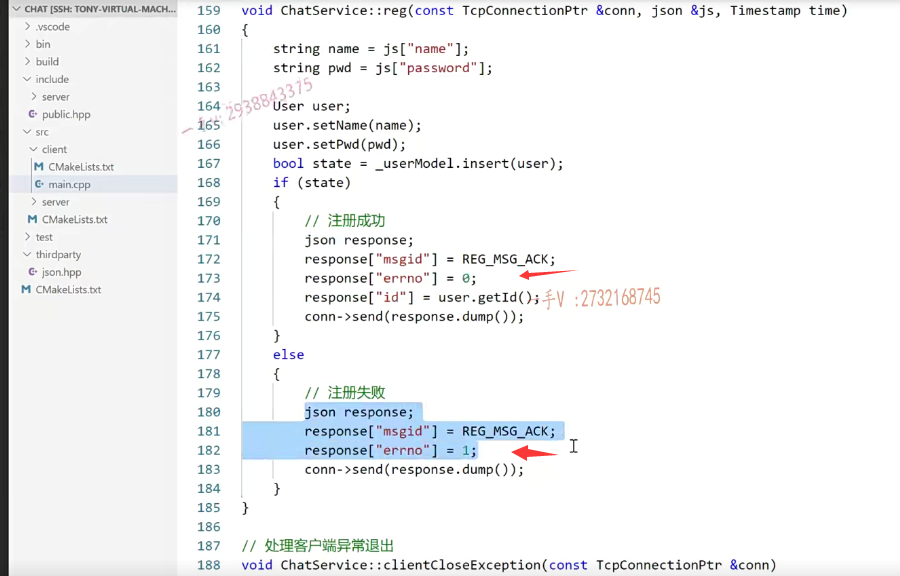 CHAT [SSH: TONY-VIRTUAL-MACH...
.vscode
bin
build
include
server
public.hpp
src
client
CMakeLists.txt
main.cpp
server
CMakeLists.txt
test
thirdparty
json.hpp
CMakeLists.txt
159 void ChatService::reg(const TcpConnectionPtr &conn, json &js, Timestamp time)
160 {
161 string name = js["name"];
162 string pwd = js["password"];
163
164 User user;
165 user.setName(name);
166 user.setPwd(pwd);
167 bool state = _userModel.insert(user);
168 if (state)
169 {
170 // 注册成功
171 json response;
172 response["msgid"] = REG_MSG_ACK;
173 response["errno"] = 0;
174 response["id"] = user.getId();
175 conn->send(response.dump());
176 }
177 else
178 {
179 // 注册失败
180 json response;
181 response["msgid"] = REG_MSG_ACK;
182 response["errno"] = 1;
183 conn->send(response.dump());
184 }
185 }
186
187 // 处理客户端异常退出
188 void ChatService::clientCloseException(const TcpConnectionPtr &conn)
一手V:2938843375
一手V :2732168745